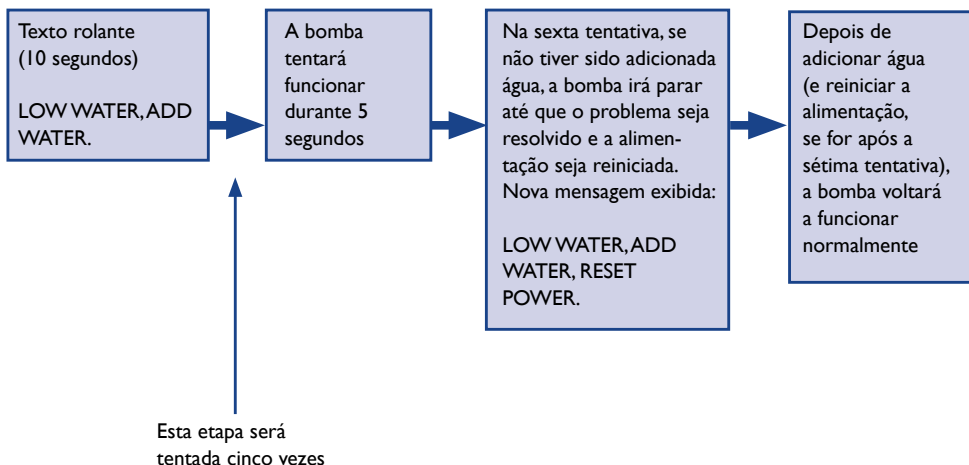 Texto rolante
(10 segundos)
LOW WATER, ADD
WATER.
A bomba
tentará
funcionar
durante 5
segundos
Na sexta tentativa, se
não tiver sido adicionada
água, a bomba irá parar
até que o problema seja
resolvido e a alimen-
tação seja reiniciada.
Nova mensagem exibida:
LOW WATER, ADD
WATER, RESET
POWER.
Depois de
adicionar água
(e reiniciar a
alimentação,
se for após a
sétima tentativa),
a bomba voltará
a funcionar
normalmente
Esta etapa será
tentada cinco vezes